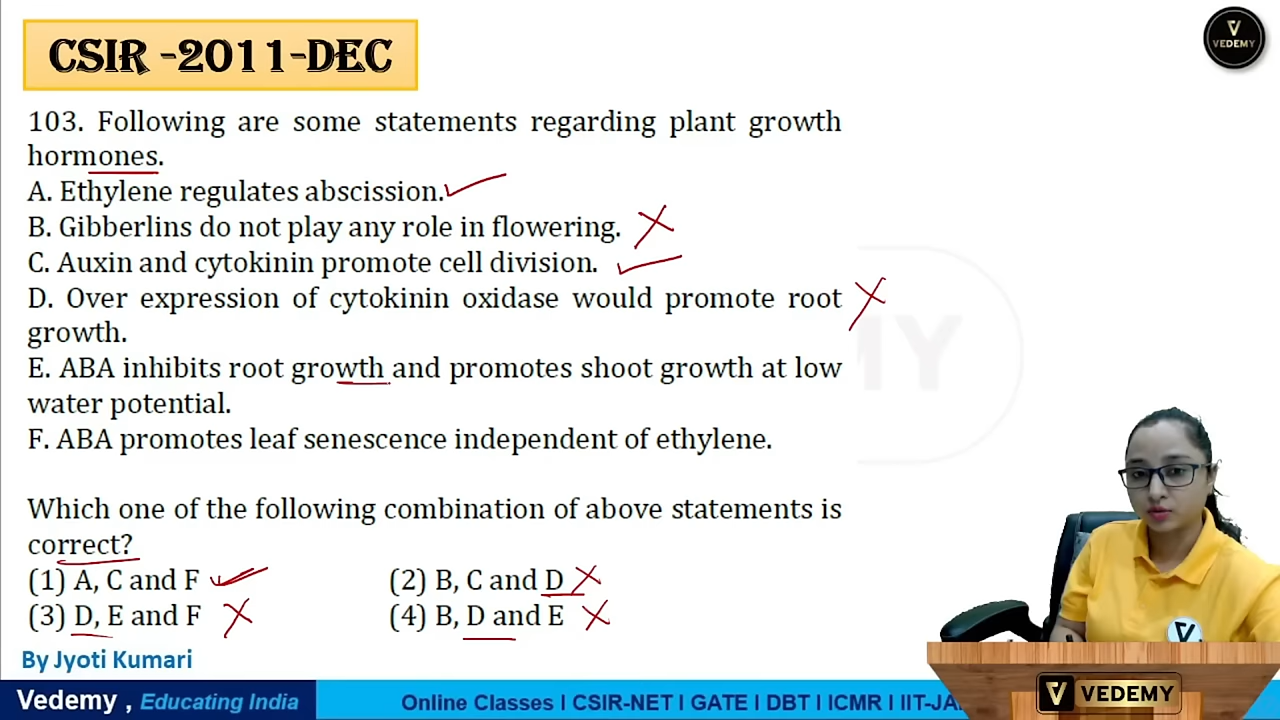 CSIR -2011-DEC
V
VEDEMY
103. Following are some statements regarding plant growth
hormones.
A. Ethylene regulates abscission.
B. Gibberlins do not play any role in flowering.
C. Auxin and cytokinin promote cell division.
D. Over expression of cytokinin oxidase would promote root
growth.
E. ABA inhibits root growth and promotes shoot growth at low
water potential.
F. ABA promotes leaf senescence independent of ethylene.
MY
Which one of the following combination of above statements is
correct?
(1) A, C and F (2) B, C and D
(3) D, E and F (4) B, D and E
By Jyoti Kumari
V VEDEMY
Vedemy , Educating India Online Classes I CSIR-NET I GATE I DBT I ICMR I IIT-JA